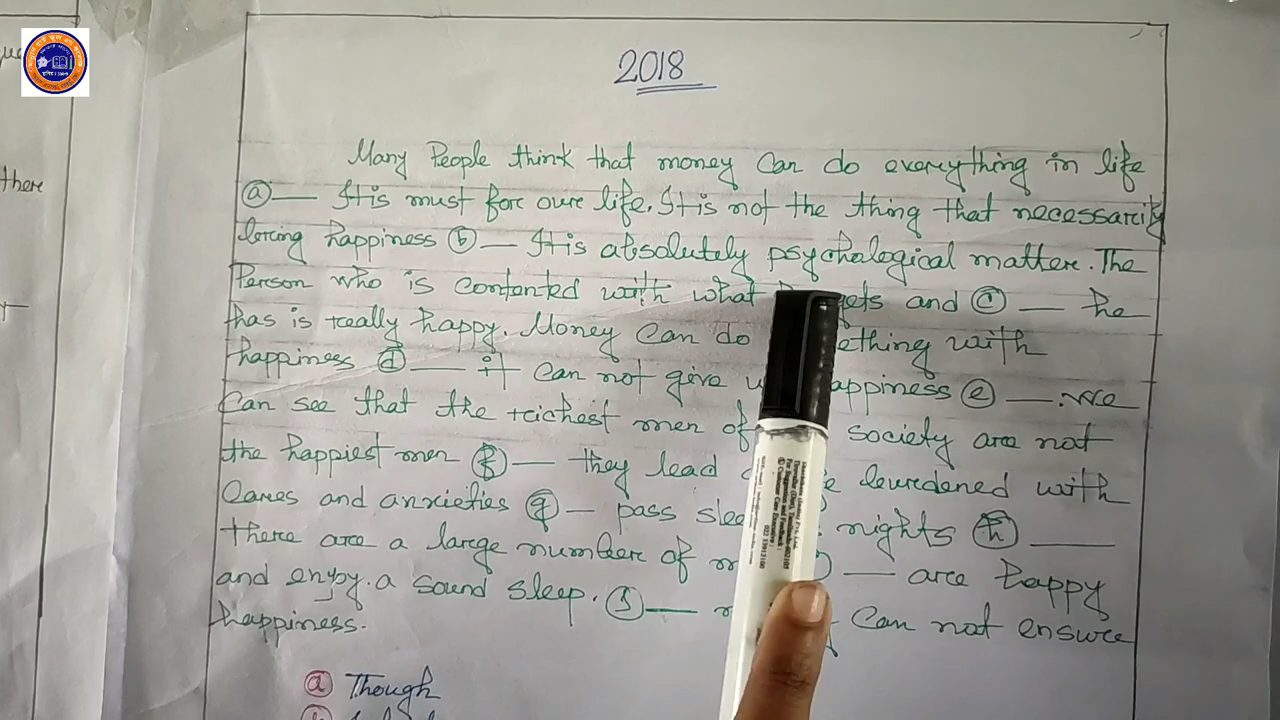 2018
there
Many People think that money Can do everything in life
ⓐ — It is must for our life. It is not the thing that necessarily
bring happiness ⓑ — It is absolutely psychological matter. The
Person who is contented with what gets and ⓒ — he
has is really happy. Money Can do with
happiness ⓓ — it can not give ⓔ — . we
Can see that the richest men of society are not
the happiest men ⓕ — they lead burdened with
Cares and anxieties ⓖ — pass nights ⓗ —
there are a large number of — are happy
and enjoy. a sound sleep. ⓙ — Can not ensure
happiness.
ⓐ Though